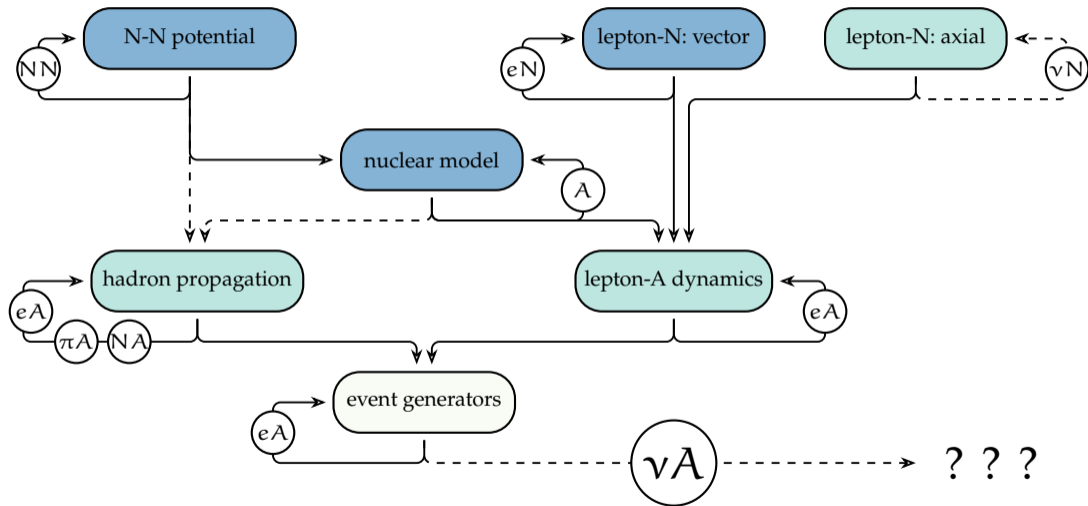 N-N potential
lepton-N: vector
lepton-N: axial
NN
eN
νN
nuclear model
A
hadron propagation
lepton-A dynamics
eA
πA
NA
eA
event generators
eA
νA
? ? ?